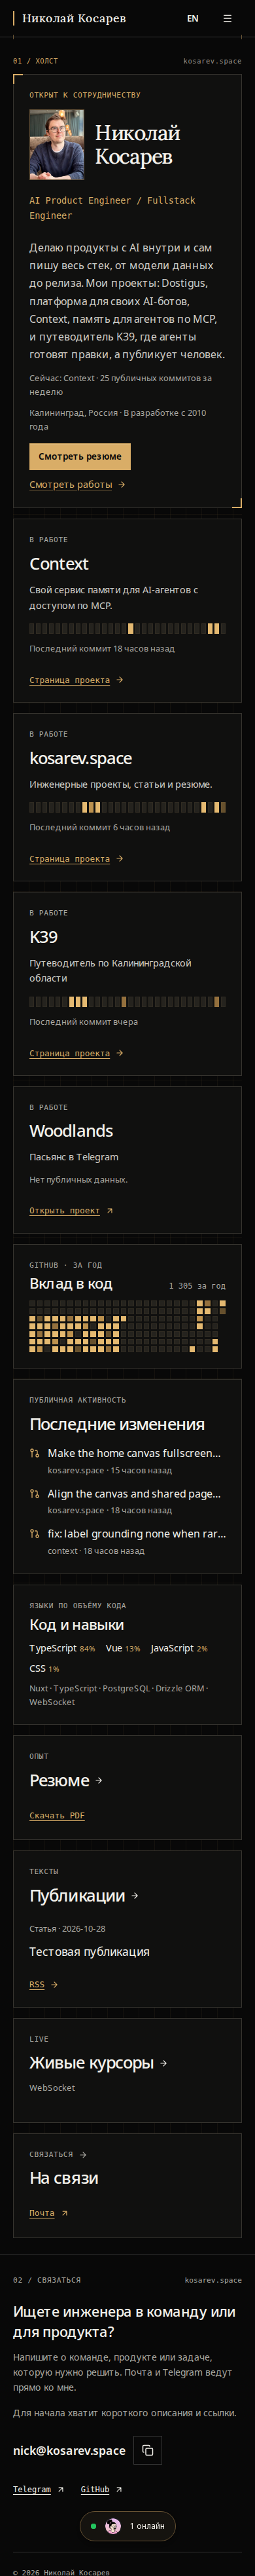 Николай Косарев
EN
01 / ХОЛСТ
kosarev.space
ОТКРЫТ К СОТРУДНИЧЕСТВУ
Николай
Косарев
AI Product Engineer / Fullstack
Engineer
Делаю продукты с AI внутри и сам
пишу весь стек, от модели данных
до релиза. Мои проекты: Dostigus,
платформа для своих AI-ботов,
Context, память для агентов по MCP,
и путеводитель K39, где агенты
готовят правки, а публикует человек.
Сейчас: Context · 25 публичных коммитов за
неделю
Калининград, Россия · В разработке с 2010
года
Смотреть резюме
Смотреть работы
В РАБОТЕ
Context
Свой сервис памяти для AI-агентов с
доступом по MCP.
Последний коммит 18 часов назад
Страница проекта
В РАБОТЕ
kosarev.space
Инженерные проекты, статьи и резюме.
Последний коммит 6 часов назад
Страница проекта
В РАБОТЕ
K39
Путеводитель по Калининградской
области
Последний коммит вчера
Страница проекта
В РАБОТЕ
Woodlands
Пасьянс в Telegram
Нет публичных данных.
Открыть проект
GITHUB · ЗА ГОД
Вклад в код
1 305 за год
ПУБЛИЧНАЯ АКТИВНОСТЬ
Последние изменения
Make the home canvas fullscreen...
kosarev.space · 15 часов назад
Align the canvas and shared page...
kosarev.space · 18 часов назад
fix: label grounding none when rar...
context · 18 часов назад
ЯЗЫКИ ПО ОБЪЁМУ КОДА
Код и навыки
TypeScript 84% Vue 13% JavaScript 2%
CSS 1%
Nuxt · TypeScript · PostgreSQL · Drizzle ORM ·
WebSocket
ОПЫТ
Резюме
Скачать PDF
ТЕКСТЫ
Публикации
Статья · 2026-10-28
Тестовая публикация
RSS
LIVE
Живые курсоры
WebSocket
СВЯЗАТЬСЯ
На связи
Почта
02 / СВЯЗАТЬСЯ
kosarev.space
Ищете инженера в команду или
для продукта?
Напишите о команде, продукте или задаче,
которую нужно решить. Почта и Telegram ведут
прямо ко мне.
Для начала хватит короткого описания и ссылки.
nick@kosarev.space
Telegram
GitHub
1 онлайн
© 2026 Николай Косарев